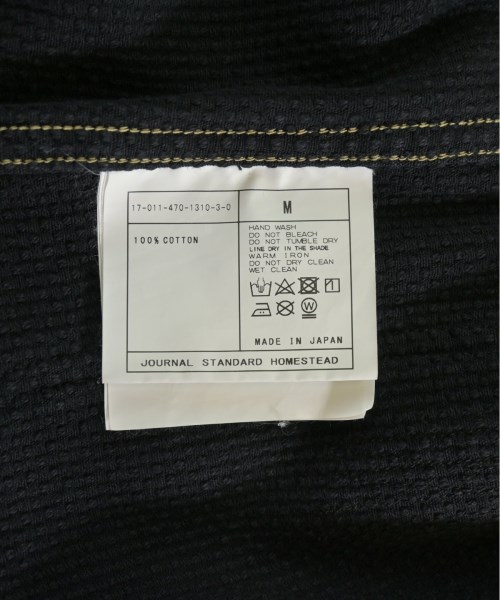 17-011-470-1310-3-0
M
100% COTTON
HAND WASH
DO NOT BLEACH
DO NOT TUMBLE DRY
LINE DRY IN THE SHADE
WARM IRON
DO NOT DRY CLEAN
WET CLEAN
W
MADE IN JAPAN
JOURNAL STANDARD HOMESTEAD